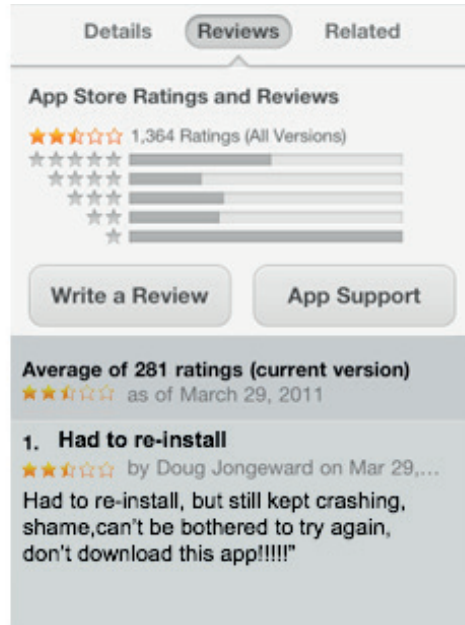 Details Reviews Related
App Store Ratings and Reviews
1,364 Ratings (All Versions)
Write a Review App Support
Average of 281 ratings (current version)
as of March 29, 2011
1. Had to re-install
by Doug Jongeward on Mar 29,...
Had to re-install, but still kept crashing,
shame,can't be bothered to try again,
don't download this app!!!!!”